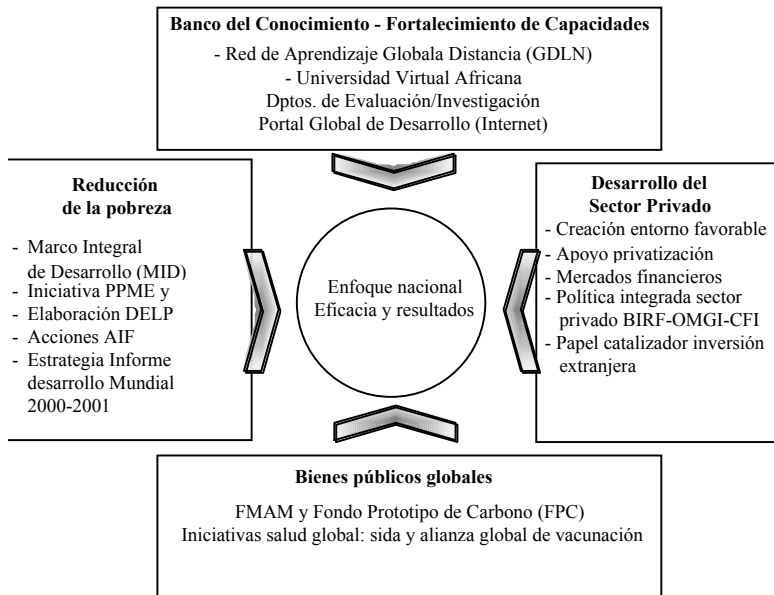 Banco del Conocimiento - Fortalecimiento de Capacidades
- Red de Aprendizaje Globala Distancia (GDLN)
- Universidad Virtual Africana
Dptos. de Evaluación/Investigación
Portal Global de Desarrollo (Internet)
Reducción
de la pobreza
- Marco Integral
de Desarrollo (MID)
- Iniciativa PPME y
- Elaboración DELP
- Acciones AIF
- Estrategia Informe
desarrollo Mundial
2000-2001
Enfoque nacional
Eficacia y resultados
Desarrollo del
Sector Privado
- Creación entorno favorable
- Apoyo privatización
- Mercados financieros
- Política integrada sector
privado BIRF-OMGI-CFI
- Papel catalizador inversión
extranjera
Bienes públicos globales
FMAM y Fondo Prototipo de Carbono (FPC)
Iniciativas salud global: sida y alianza global de vacunación